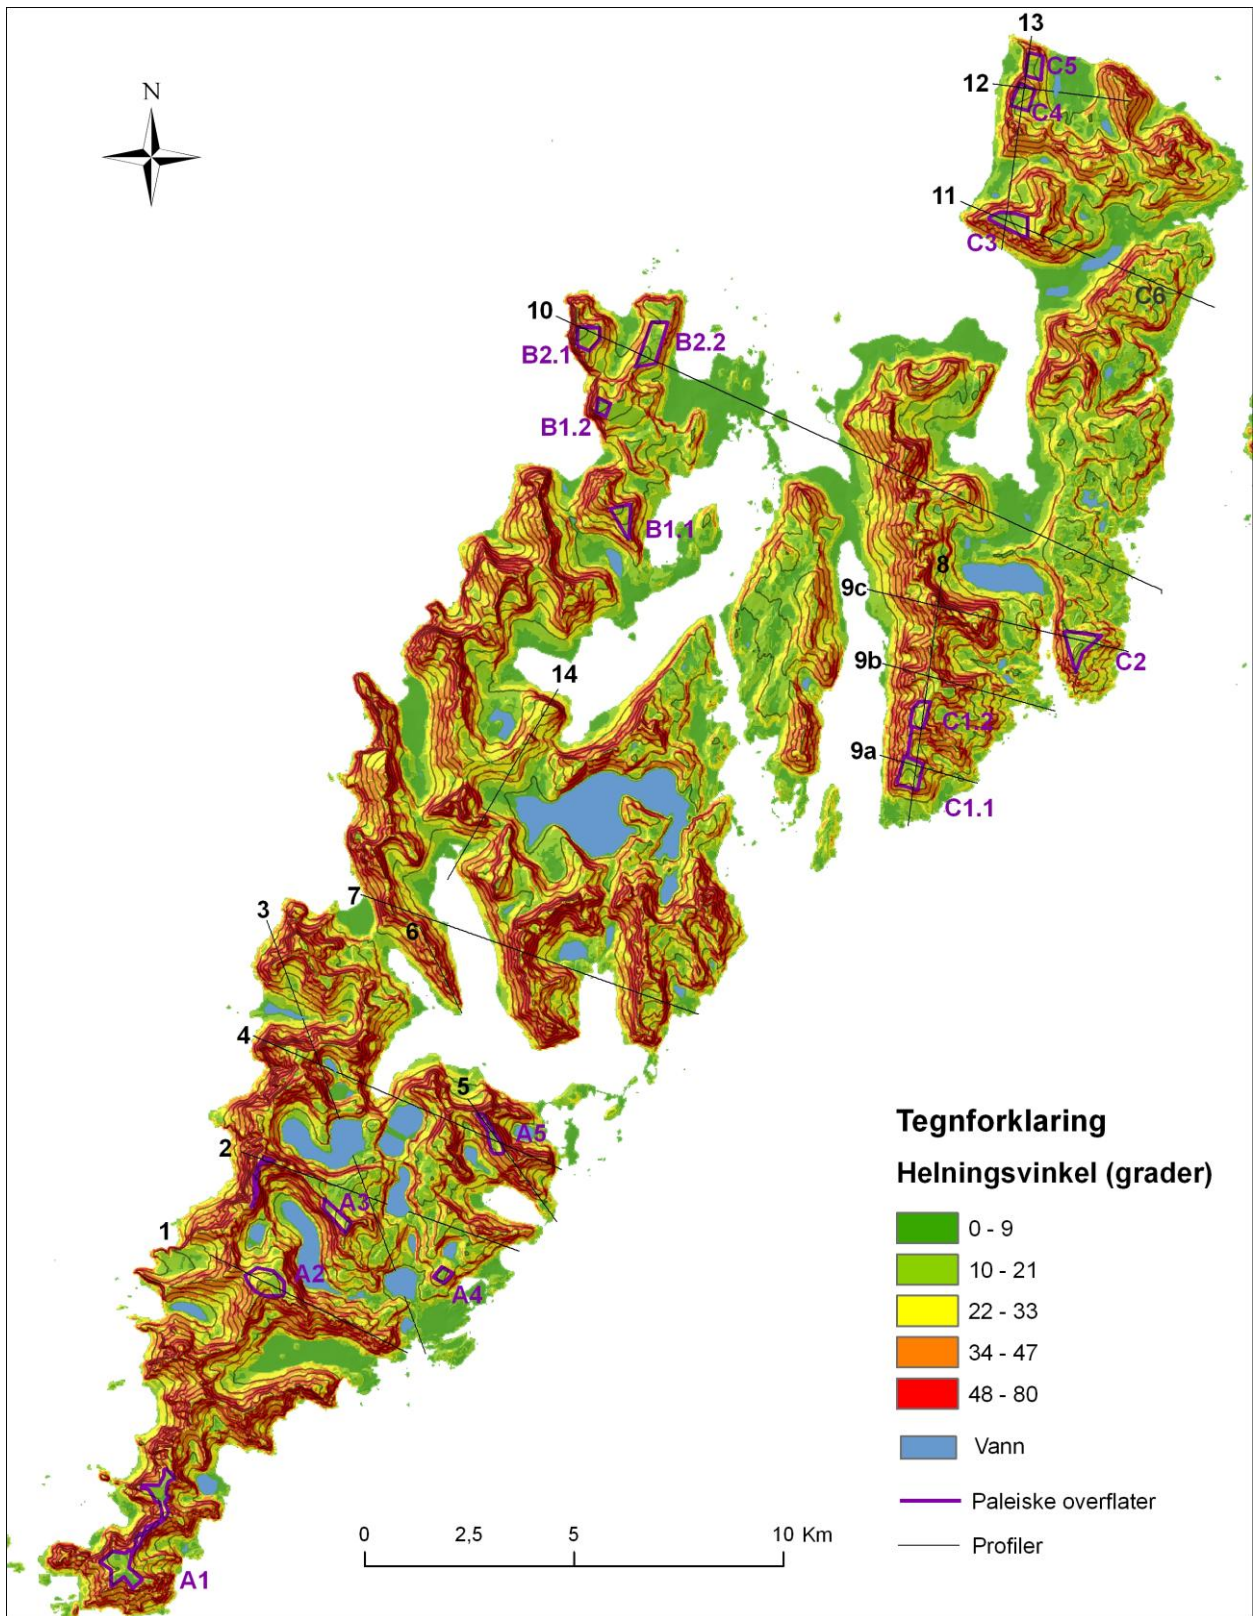 13
C5
12
C4
N
11
C3
C6
10
B2.1
B2.2
B1.2
B1.1
8
9c
C2
9b
14
C1.2
9a
C1.1
7
3
6
4
5
A5
2
A3
1
A2
A4
A1
Tegnforklaring
Helningsvinkel (grader)
0 - 9
10 - 21
22 - 33
34 - 47
48 - 80
Vann
Paleiske overflater
Profiler
0 2,5 5 10 Km